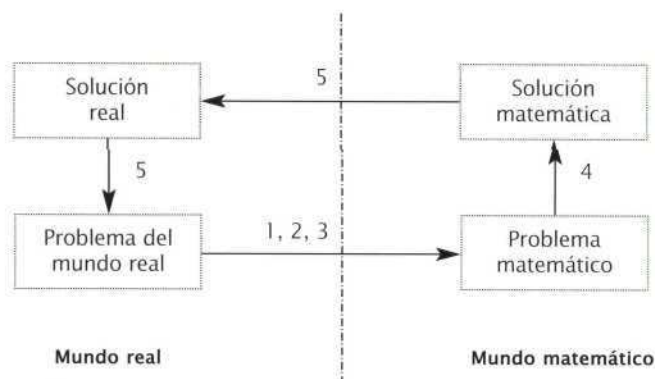 5
Solución
real
Solución
matemática
5
4
Problema del
mundo real
1, 2, 3
Problema
matemático
Mundo real
Mundo matemático